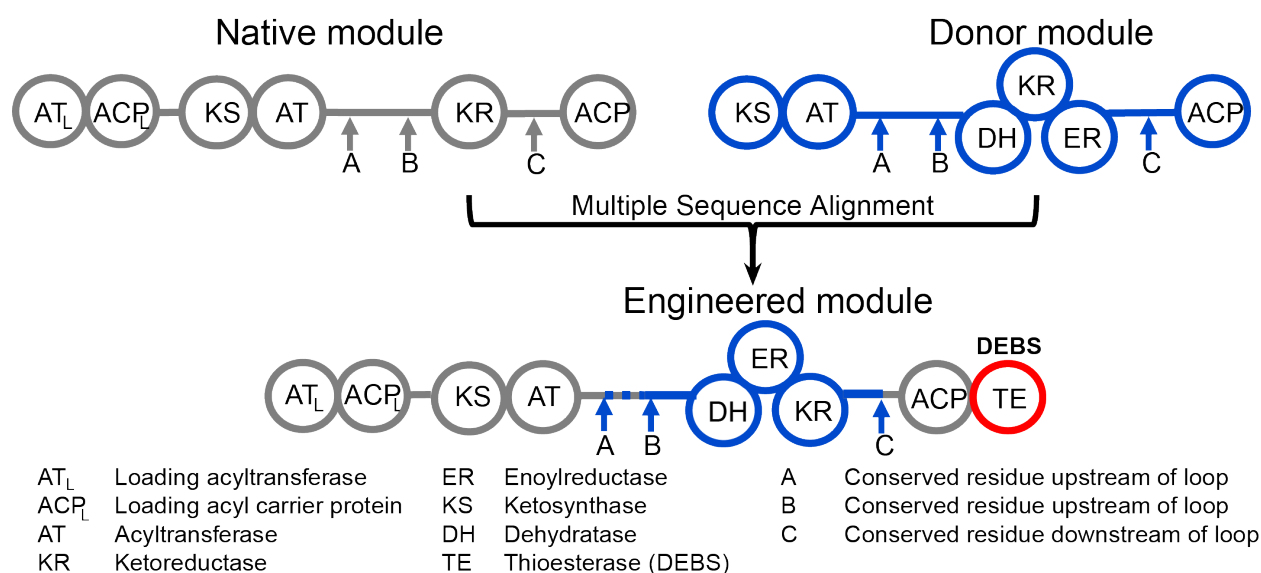 Native module
Donor module
AT L ACP L KS AT KR ACP
A B C
KS AT DH KR ER ACP
A B C
Multiple Sequence Alignment
Engineered module
DEBS
AT L ACP L KS AT DH ER KR ACP TE
A B C
AT L Loading acyltransferase
ACP L Loading acyl carrier protein
AT Acyltransferase
KR Ketoreductase
ER Enoylreductase
KS Ketosynthase
DH Dehydratase
TE Thioesterase (DEBS)
A Conserved residue upstream of loop
B Conserved residue upstream of loop
C Conserved residue downstream of loop